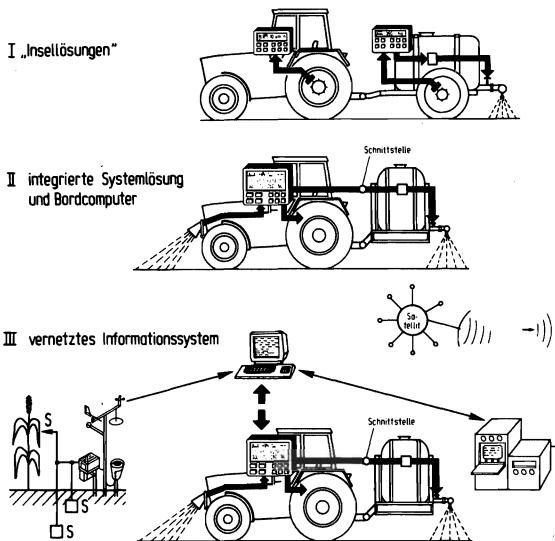 I „Insellösungen"
Schnittstelle
II integrierte Systemlösung
und Bordcomputer
Sa-
tellit
III vernetztes Informationssystem
Schnittstelle
S
S
S